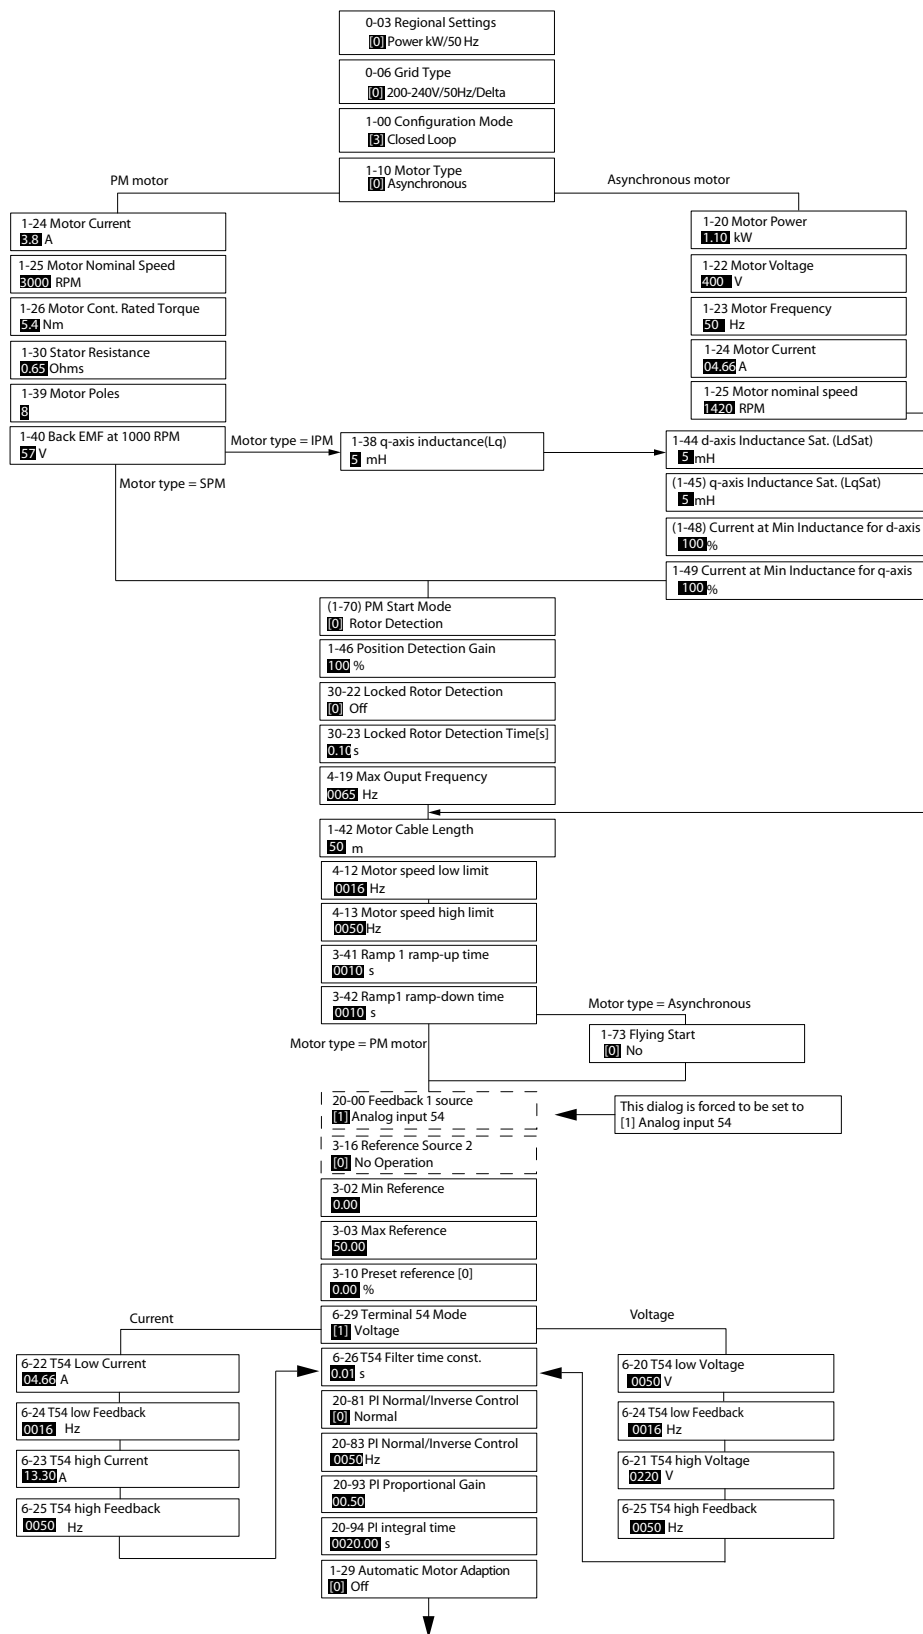 0-03 Regional Settings
[0] Power kW/50 Hz
0-06 Grid Type
[0] 200-240V/50Hz/Delta
1-00 Configuration Mode
[3] Closed Loop
1-10 Motor Type
[0] Asynchronous
PM motor
Asynchronous motor
1-24 Motor Current
3.8 A
1-25 Motor Nominal Speed
3000 RPM
1-26 Motor Cont. Rated Torque
5.4 Nm
1-30 Stator Resistance
0.65 Ohms
1-39 Motor Poles
8
1-40 Back EMF at 1000 RPM
57 V
1-20 Motor Power
1.10 kW
1-22 Motor Voltage
400 V
1-23 Motor Frequency
50 Hz
1-24 Motor Current
04.66 A
1-25 Motor nominal speed
1420 RPM
Motor type = IPM
Motor type = SPM
1-38 q-axis inductance(Lq)
5 mH
1-44 d-axis Inductance Sat. (LdSat)
5 mH
(1-45) q-axis Inductance Sat. (LqSat)
5 mH
(1-48) Current at Min Inductance for d-axis
100 %
1-49 Current at Min Inductance for q-axis
100 %
(1-70) PM Start Mode
[0] Rotor Detection
1-46 Position Detection Gain
100 %
30-22 Locked Rotor Detection
[0] Off
30-23 Locked Rotor Detection Time[s]
0.10 s
4-19 Max Ouput Frequency
0065 Hz
1-42 Motor Cable Length
50 m
4-12 Motor speed low limit
0016 Hz
4-13 Motor speed high limit
0050 Hz
3-41 Ramp 1 ramp-up time
0010 s
3-42 Ramp1 ramp-down time
0010 s
Motor type = Asynchronous
1-73 Flying Start
[0] No
Motor type = PM motor
20-00 Feedback 1 source
[1] Analog input 54
This dialog is forced to be set to
[1] Analog input 54
3-16 Reference Source 2
[0] No Operation
3-02 Min Reference
0.00
3-03 Max Reference
50.00
3-10 Preset reference [0]
0.00 %
6-29 Terminal 54 Mode
[1] Voltage
Current
Voltage
6-22 T54 Low Current
04.66 A
6-24 T54 low Feedback
0016 Hz
6-23 T54 high Current
13.30 A
6-25 T54 high Feedback
0050 Hz
6-26 T54 Filter time const.
0.01 s
20-81 PI Normal/Inverse Control
[0] Normal
20-83 PI Normal/Inverse Control
0050 Hz
20-93 PI Proportional Gain
00.50
20-94 PI integral time
0020.00 s
1-29 Automatic Motor Adaption
[0] Off
6-20 T54 low Voltage
0050 V
6-24 T54 low Feedback
0016 Hz
6-21 T54 high Voltage
0220 V
6-25 T54 high Feedback
0050 Hz